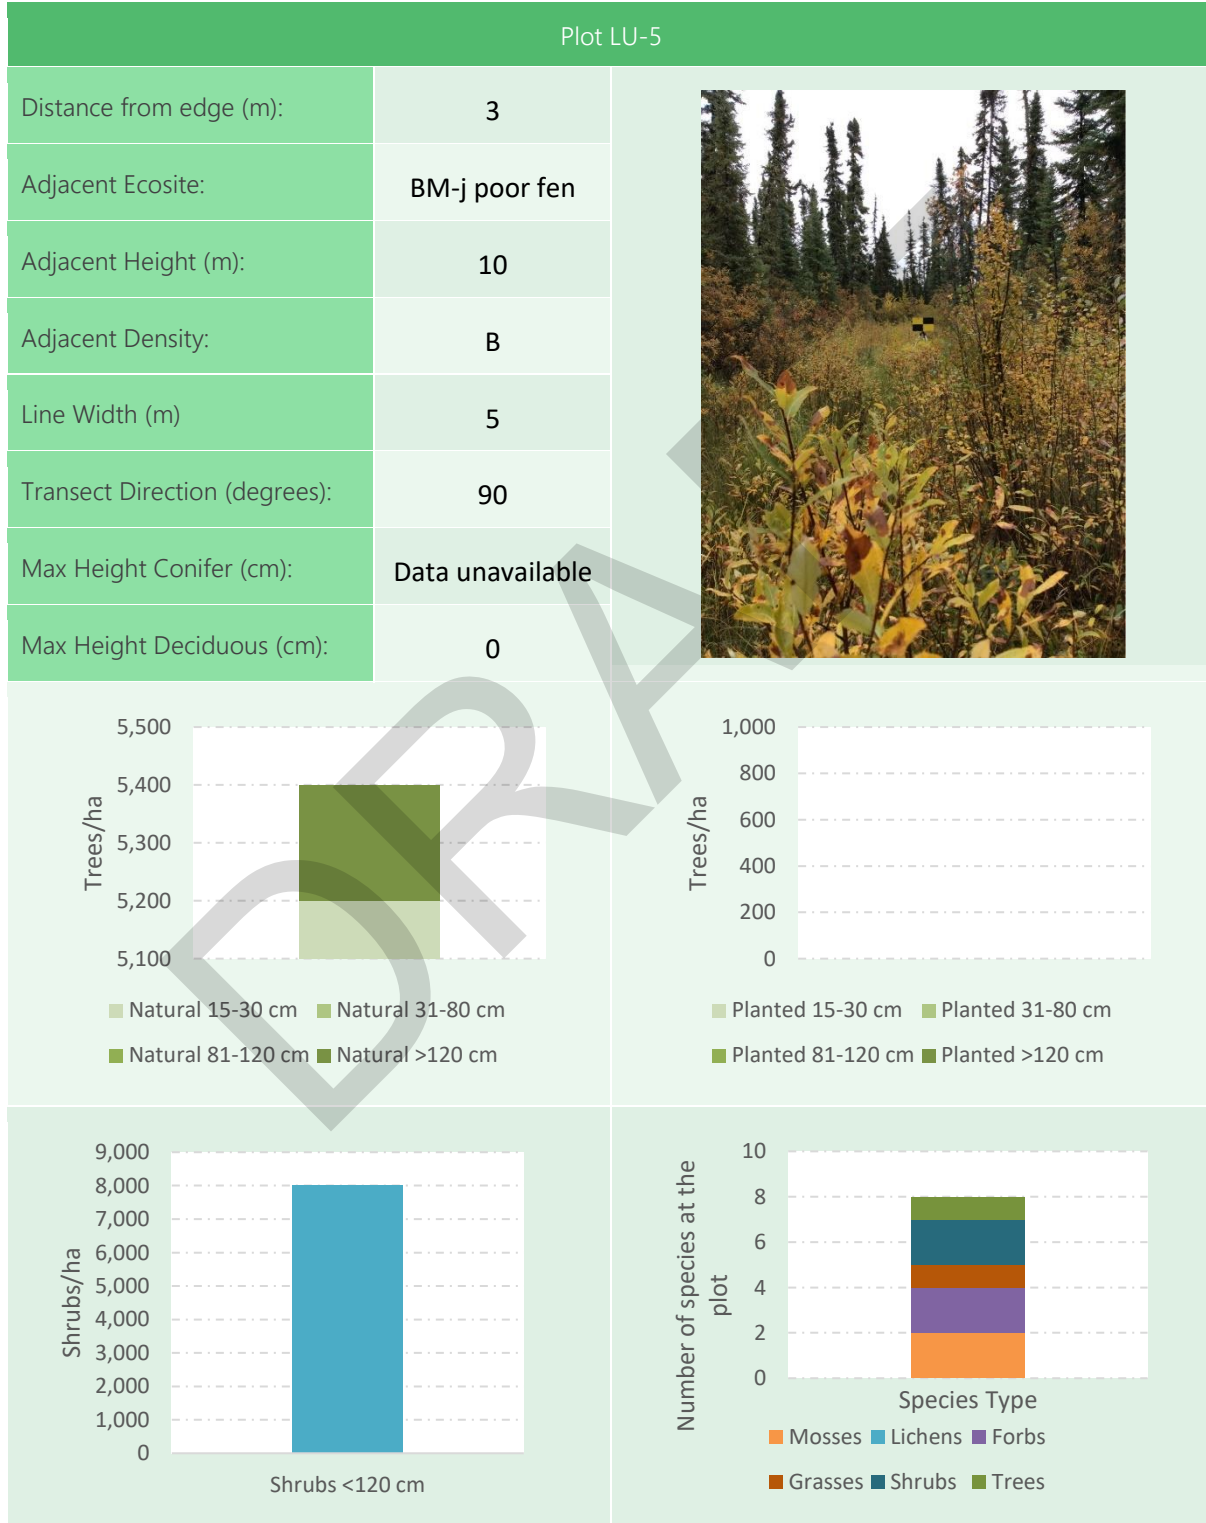 Plot LU-5
Distance from edge (m): 3
Adjacent Ecosite: BM-j poor fen
Adjacent Height (m): 10
Adjacent Density: B
Line Width (m) 5
Transect Direction (degrees): 90
Max Height Conifer (cm): Data unavailable
Max Height Deciduous (cm): 0
Trees/ha
5,500
5,400
5,300
5,200
5,100
Natural 15-30 cm Natural 31-80 cm
Natural 81-120 cm Natural >120 cm
Trees/ha
1,000
800
600
400
200
0
Planted 15-30 cm Planted 31-80 cm
Planted 81-120 cm Planted >120 cm
Shrubs/ha
9,000
8,000
7,000
6,000
5,000
4,000
3,000
2,000
1,000
0
Shrubs <120 cm
Number of species at the
plot
10
8
6
4
2
0
Species Type
Mosses Lichens Forbs
Grasses Shrubs Trees
DRA